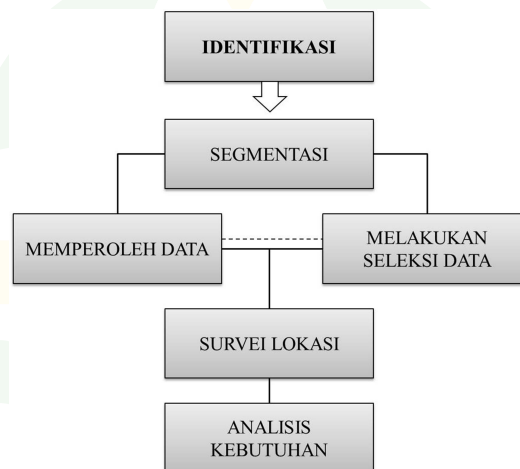 IDENTIFIKASI
SEGMENTASI
MEMPEROLEH DATA
MELAKUKAN
SELEKSI DATA
SURVEI LOKASI
ANALISIS
KEBUTUHAN